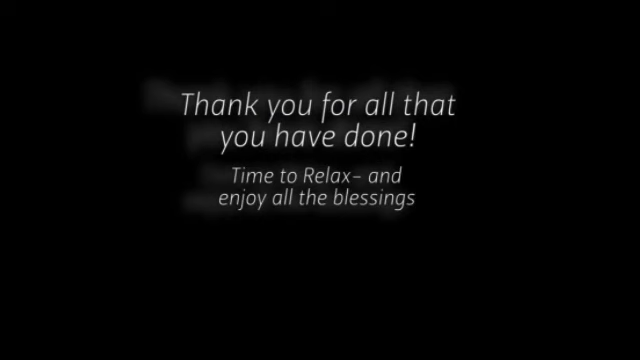 Thank you for all that
you have done!
Time to Relax– and
enjoy all the blessings